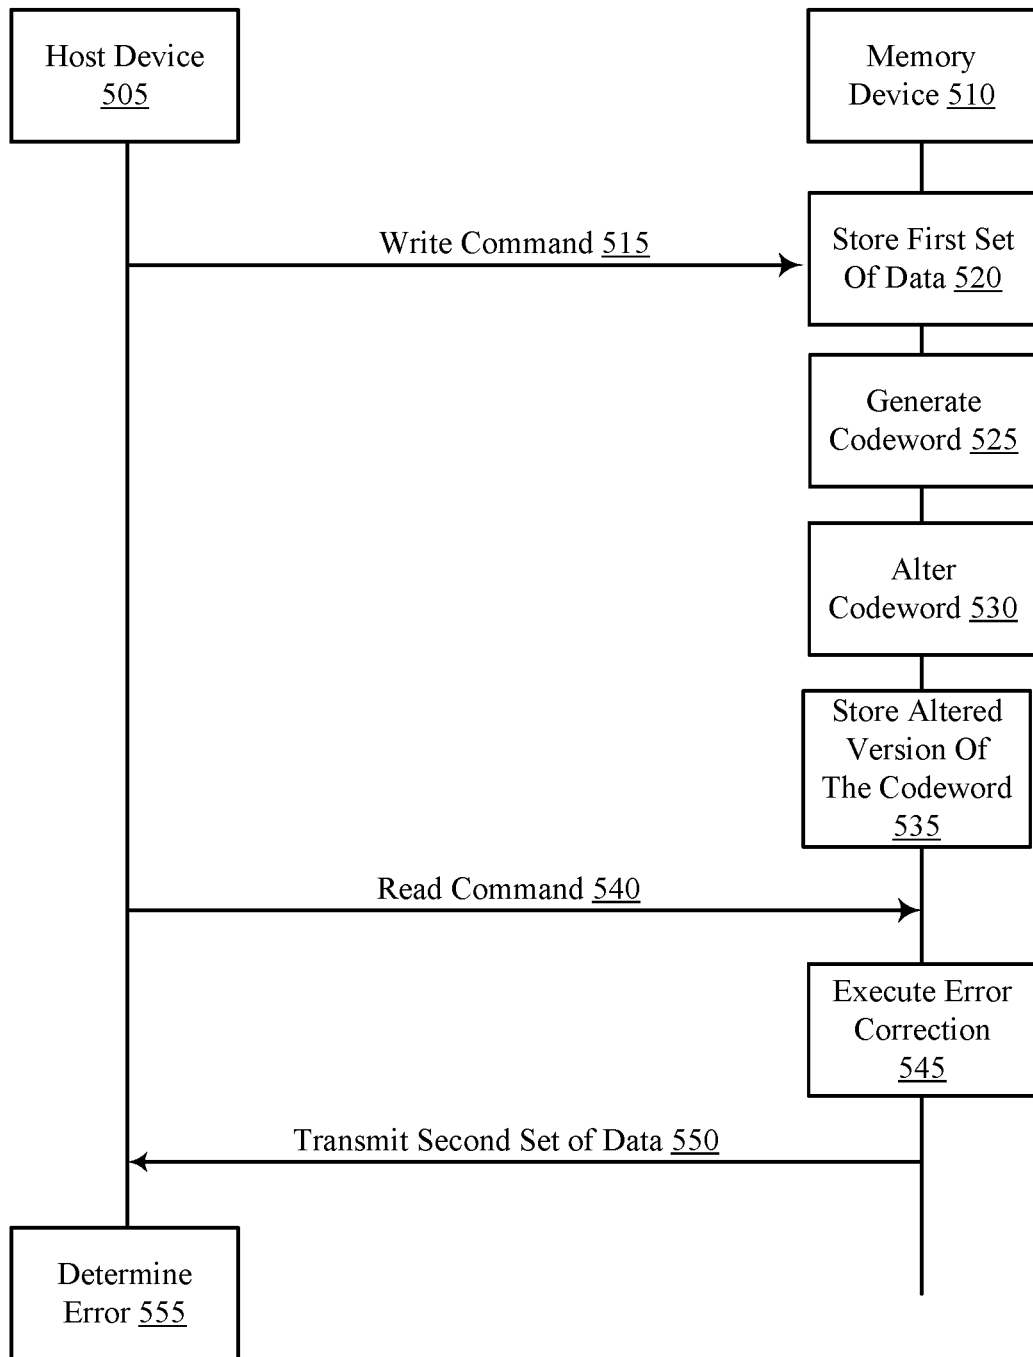 Host Device
505
Memory
Device 510
Write Command 515
Store First Set
Of Data 520
Generate
Codeword 525
Alter
Codeword 530
Store Altered
Version Of
The Codeword
535
Read Command 540
Execute Error
Correction
545
Transmit Second Set of Data 550
Determine
Error 555